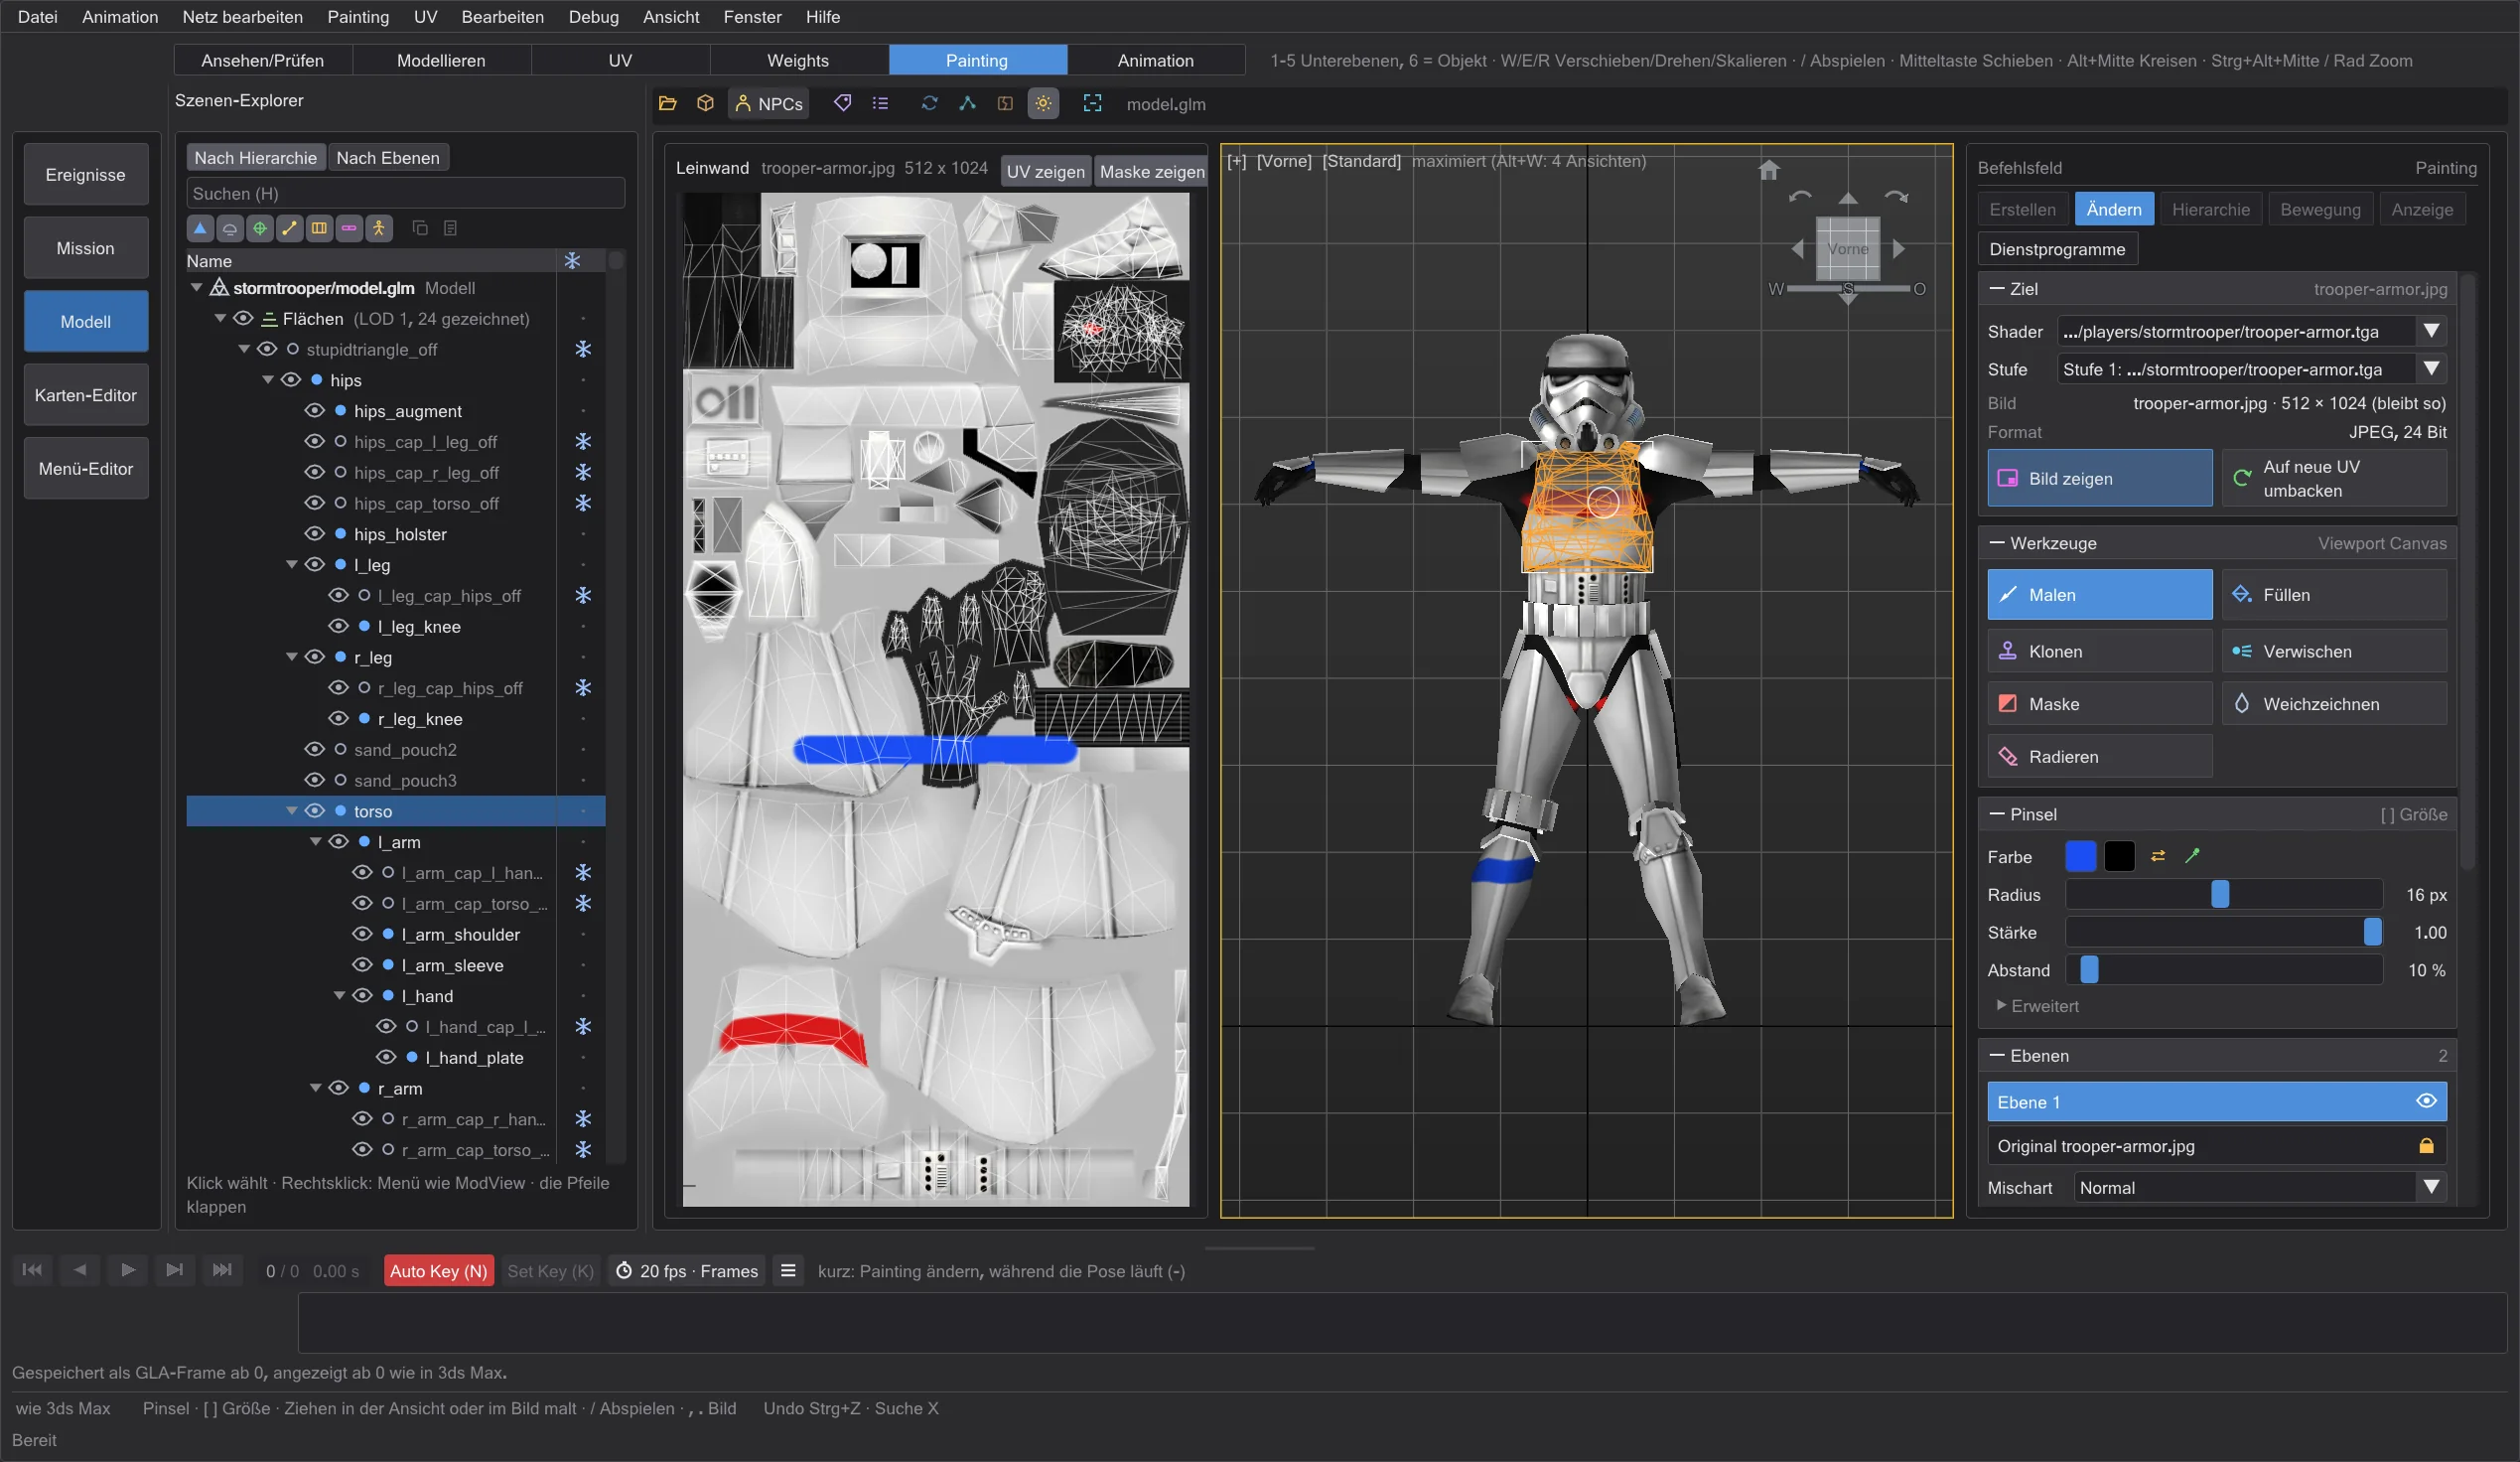 Datei Animation Netz bearbeiten Painting UV Bearbeiten Debug Ansicht Fenster Hilfe
Ansehen/Prüfen Modellieren UV Weights Painting Animation 1-5 Unterebenen, 6 = Objekt · W/E/R Verschieben/Drehen/Skalieren · / Abspielen · Mitteltaste Schieben · Alt+Mitte Kreisen · Strg+Alt+Mitte / Rad Zoom
Szenen-Explorer
NPCs model.glm
Ereignisse
Mission
Modell
Karten-Editor
Menü-Editor
Nach Hierarchie Nach Ebenen
Suchen (H)
Name
stormtrooper/model.glm Modell
Flächen (LOD 1, 24 gezeichnet)
stupidtriangle_off
hips
hips_augment
hips_cap_l_leg_off
hips_cap_r_leg_off
hips_cap_torso_off
hips_holster
l_leg
l_leg_cap_hips_off
l_leg_knee
r_leg
r_leg_cap_hips_off
r_leg_knee
sand_pouch2
sand_pouch3
torso
l_arm
l_arm_cap_l_han...
l_arm_cap_torso_...
l_arm_shoulder
l_arm_sleeve
l_hand
l_hand_cap_l_...
l_hand_plate
r_arm
r_arm_cap_r_han...
r_arm_cap_torso_...
Klick wählt · Rechtsklick: Menü wie ModView · die Pfeile
klappen
Leinwand trooper-armor.jpg 512 x 1024 UV zeigen Maske zeigen
[+] [Vorne] [Standard] maximiert (Alt+W: 4 Ansichten)
Vorne
W S O
Befehlsfeld Painting
Erstellen Ändern Hierarchie Bewegung Anzeige
Dienstprogramme
Ziel trooper-armor.jpg
Shader .../players/stormtrooper/trooper-armor.tga
Stufe Stufe 1: .../stormtrooper/trooper-armor.tga
Bild trooper-armor.jpg · 512 × 1024 (bleibt so)
Format JPEG, 24 Bit
Bild zeigen Auf neue UV
umbacken
Werkzeuge Viewport Canvas
Malen Füllen
Klonen Verwischen
Maske Weichzeichnen
Radieren
Pinsel [ ] Größe
Farbe
Radius 16 px
Stärke 1.00
Abstand 10 %
Erweitert
Ebenen 2
Ebene 1
Original trooper-armor.jpg
Mischart Normal
0 / 0 0.00 s Auto Key (N) Set Key (K) 20 fps · Frames kurz: Painting ändern, während die Pose läuft (-)
Gespeichert als GLA-Frame ab 0, angezeigt ab 0 wie in 3ds Max.
wie 3ds Max Pinsel · [ ] Größe · Ziehen in der Ansicht oder im Bild malt · / Abspielen · , . Bild Undo Strg+Z · Suche X
Bereit